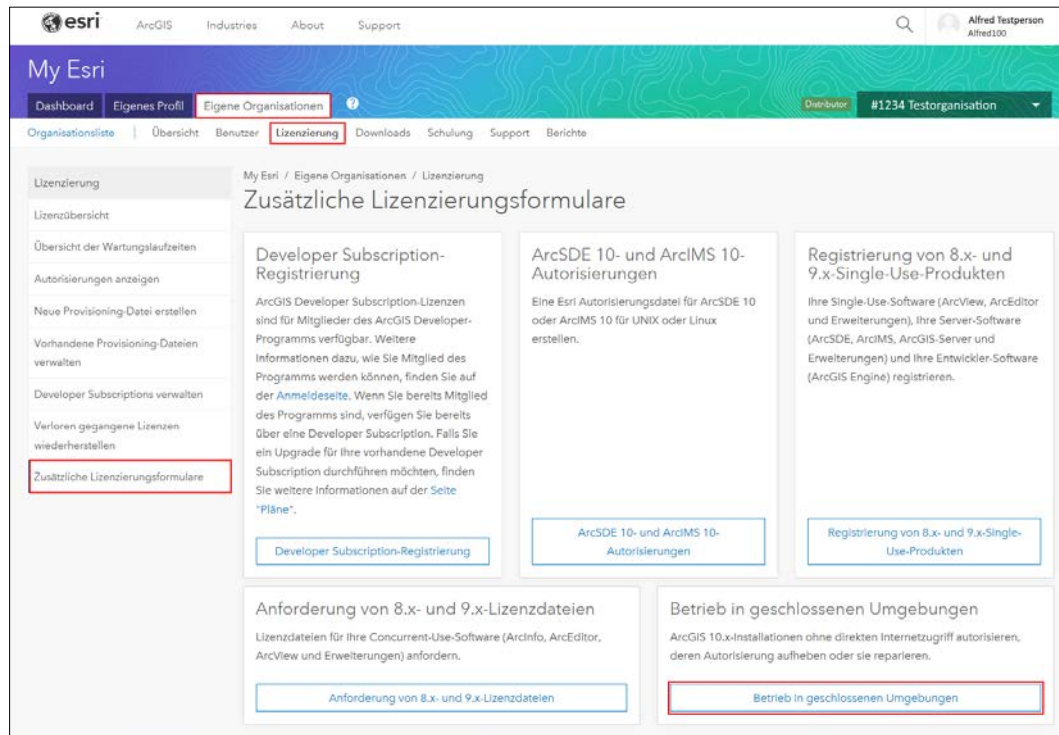 esri
ArcGIS
Industries
About
Support
Alfred Testperson
Alfred100
My Esri
Dashboard
Eigenes Profil
Eigene Organisationen
?
Distributor
#1234 Testorganisation
Organisationsliste | Übersicht Benutzer Lizenzierung Downloads Schulung Support Berichte
Lizenzierung
Lizenzübersicht
Übersicht der Wartungslaufzeiten
Autorisierungen anzeigen
Neue Provisioning-Datei erstellen
Vorhandene Provisioning-Dateien
verwalten
Developer Subscriptions verwalten
Verloren gegangene Lizenzen
wiederherstellen
Zusätzliche Lizenzierungsformulare
My Esri / Eigene Organisationen / Lizenzierung
Zusätzliche Lizenzierungsformulare
Developer Subscription-
Registrierung
ArcGIS Developer Subscription-Lizenzen
sind für Mitglieder des ArcGIS Developer-
Programms verfügbar. Weitere
Informationen dazu, wie Sie Mitglied des
Programms werden können, finden Sie auf
der Anmeldeseite. Wenn Sie bereits Mitglied
des Programms sind, verfügen Sie bereits
über eine Developer Subscription. Falls Sie
ein Upgrade für Ihre vorhandene Developer
Subscription durchführen möchten, finden
Sie weitere Informationen auf der Seite
"Pläne".
Developer Subscription-Registrierung
ArcSDE 10- und ArcIMS 10-
Autorisierungen
Eine Esri Autorisierungsdatei für ArcSDE 10
oder ArcIMS 10 für UNIX oder Linux
erstellen.
ArcSDE 10- und ArcIMS 10-
Autorisierungen
Registrierung von 8.x- und
9.x-Single-Use-Produkten
Ihre Single-Use-Software (ArcView, ArcEditor
und Erweiterungen), Ihre Server-Software
(ArcSDE, ArcIMS, ArcGIS-Server und
Erweiterungen) und Ihre Entwickler-Software
(ArcGIS Engine) registrieren.
Registrierung von 8.x- und 9.x-Single-
Use-Produkten
Anforderung von 8.x- und 9.x-Lizenzdateien
Lizenzdateien für Ihre Concurrent-Use-Software (ArcInfo, ArcEditor,
ArcView und Erweiterungen) anfordern.
Anforderung von 8.x- und 9.x-Lizenzdateien
Betrieb in geschlossenen Umgebungen
ArcGIS 10.x-Installationen ohne direkten Internetzugriff autorisieren,
deren Autorisierung aufheben oder sie reparieren.
Betrieb in geschlossenen Umgebungen